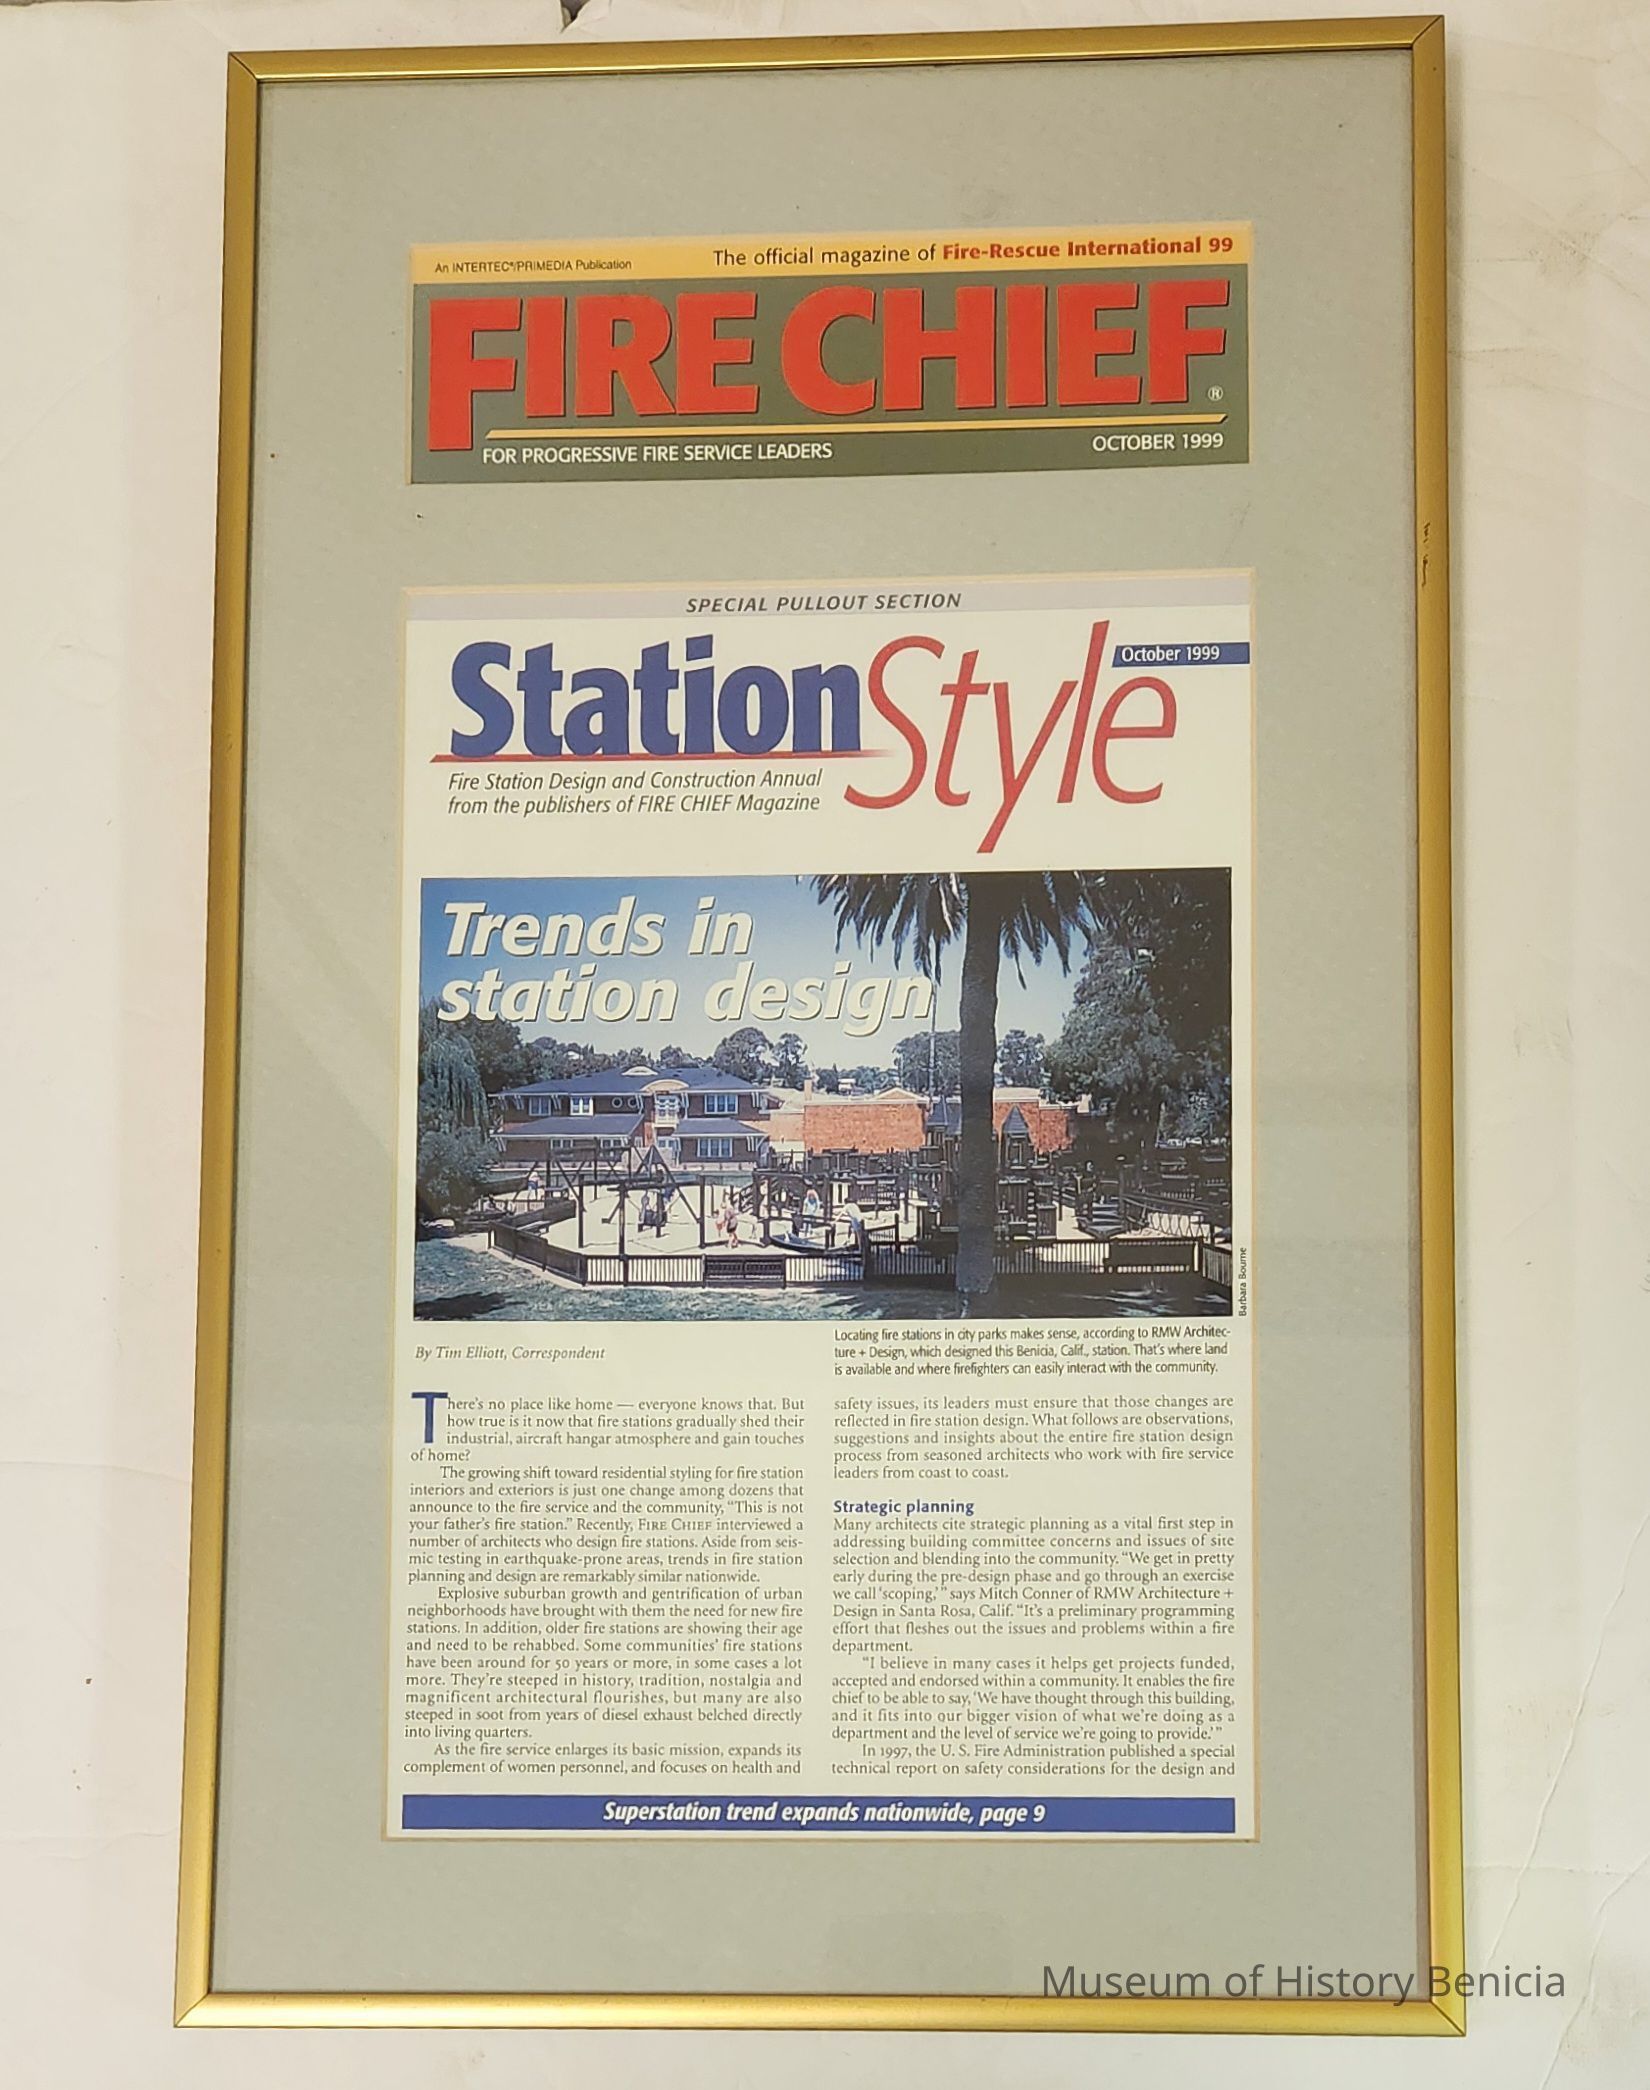 An INTERTEC®/PRIMEDIA Publication
The official magazine of Fire-Rescue International 99
FIRE CHIEF®
FOR PROGRESSIVE FIRE SERVICE LEADERS
OCTOBER 1999
SPECIAL PULLOUT SECTION
StationStyle
October 1999
Fire Station Design and Construction Annual
from the publishers of FIRE CHIEF Magazine
Trends in
station design
Barbara Bourne
Locating fire stations in city parks makes sense, according to RMW Architec-
ture + Design, which designed this Benicia, Calif., station. That's where land
is available and where firefighters can easily interact with the community.
By Tim Elliott, Correspondent
There's no place like home — everyone knows that. But
how true is it now that fire stations gradually shed their
industrial, aircraft hangar atmosphere and gain touches
of home?
The growing shift toward residential styling for fire station
interiors and exteriors is just one change among dozens that
announce to the fire service and the community, "This is not
your father's fire station." Recently, FIRE CHIEF interviewed a
number of architects who design fire stations. Aside from seis-
mic testing in earthquake-prone areas, trends in fire station
planning and design are remarkably similar nationwide.
Explosive suburban growth and gentrification of urban
neighborhoods have brought with them the need for new fire
stations. In addition, older fire stations are showing their age
and need to be rehabbed. Some communities' fire stations
have been around for 50 years or more, in some cases a lot
more. They're steeped in history, tradition, nostalgia and
magnificent architectural flourishes, but many are also
steeped in soot from years of diesel exhaust belched directly
into living quarters.
As the fire service enlarges its basic mission, expands its
complement of women personnel, and focuses on health and
safety issues, its leaders must ensure that those changes are
reflected in fire station design. What follows are observations,
suggestions and insights about the entire fire station design
process from seasoned architects who work with fire service
leaders from coast to coast.
Strategic planning
Many architects cite strategic planning as a vital first step in
addressing building committee concerns and issues of site
selection and blending into the community. "We get in pretty
early during the pre-design phase and go through an exercise
we call 'scoping,'" says Mitch Conner of RMW Architecture +
Design in Santa Rosa, Calif. "It's a preliminary programming
effort that fleshes out the issues and problems within a fire
department.
"I believe in many cases it helps get projects funded,
accepted and endorsed within a community. It enables the fire
chief to be able to say, 'We have thought through this building,
and it fits into our bigger vision of what we're doing as a
department and the level of service we're going to provide.'"
In 1997, the U. S. Fire Administration published a special
technical report on safety considerations for the design and
Superstation trend expands nationwide, page 9
Museum of History Benicia